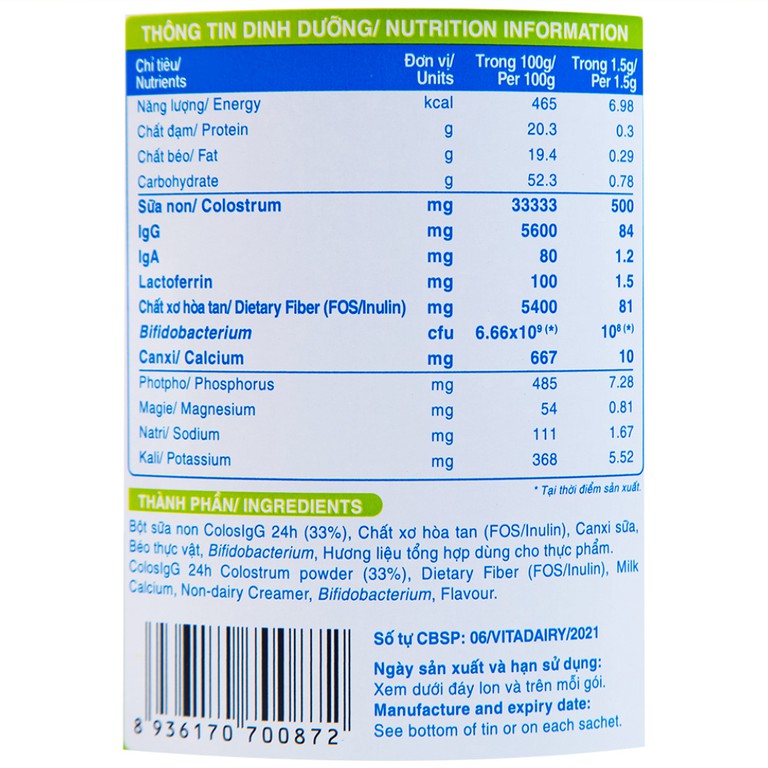 THÔNG TIN DINH DƯỠNG/ NUTRITION INFORMATION
Chỉ tiêu/ Nutrients Đơn vị/ Units Trong 100g/ Per 100g Trong 1.5g/ Per 1.5g
Năng lượng/ Energy kcal 465 6.98
Chất đạm/ Protein g 20.3 0.3
Chất béo/ Fat g 19.4 0.29
Carbohydrate g 52.3 0.78
Sữa non/ Colostrum mg 33333 500
IgG mg 5600 84
IgA mg 80 1.2
Lactoferrin mg 100 1.5
Chất xơ hòa tan/ Dietary Fiber (FOS/Inulin) mg 5400 81
Bifidobacterium cfu 6.66x10⁹ (*) 10⁸ (*)
Canxi/ Calcium mg 667 10
Photpho/ Phosphorus mg 485 7.28
Magie/ Magnesium mg 54 0.81
Natri/ Sodium mg 111 1.67
Kali/ Potassium mg 368 5.52
* Tại thời điểm sản xuất.
THÀNH PHẦN/ INGREDIENTS
Bột sữa non ColosIgG 24h (33%), Chất xơ hòa tan (FOS/Inulin), Canxi sữa,
Béo thực vật, Bifidobacterium, Hương liệu tổng hợp dùng cho thực phẩm.
ColosIgG 24h Colostrum powder (33%), Dietary Fiber (FOS/Inulin), Milk
Calcium, Non-dairy Creamer, Bifidobacterium, Flavour.
Số tự CBSP: 06/VITADAIRY/2021
Ngày sản xuất và hạn sử dụng:
Xem dưới đáy lon và trên mỗi gói.
Manufacture and expiry date:
See bottom of tin or on each sachet.
8 936170 700872